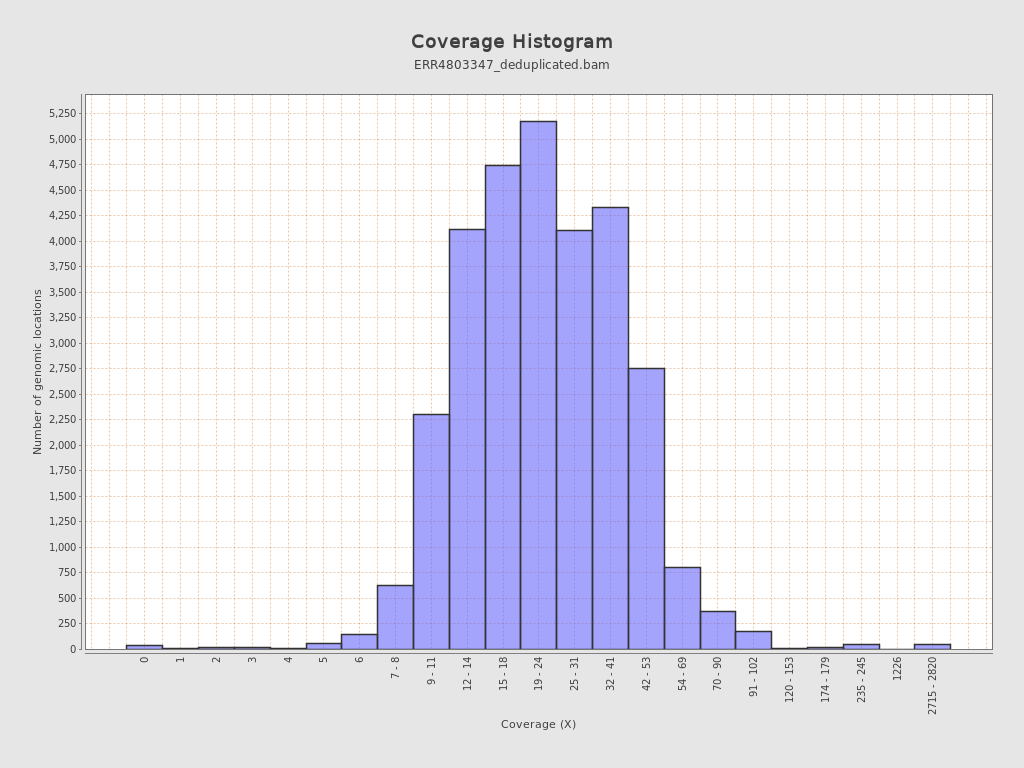 Coverage Histogram
ERR4803347_deduplicated.bam
Number of genomic locations
5,250
5,000
4,750
4,500
4,250
4,000
3,750
3,500
3,250
3,000
2,750
2,500
2,250
2,000
1,750
1,500
1,250
1,000
750
500
250
0
0
1
2
3
4
5
6
7 - 8
9 - 11
12 - 14
15 - 18
19 - 24
25 - 31
32 - 41
42 - 53
54 - 69
70 - 90
91 - 102
120 - 153
174 - 179
235 - 245
1226
2715 - 2820
Coverage (X)